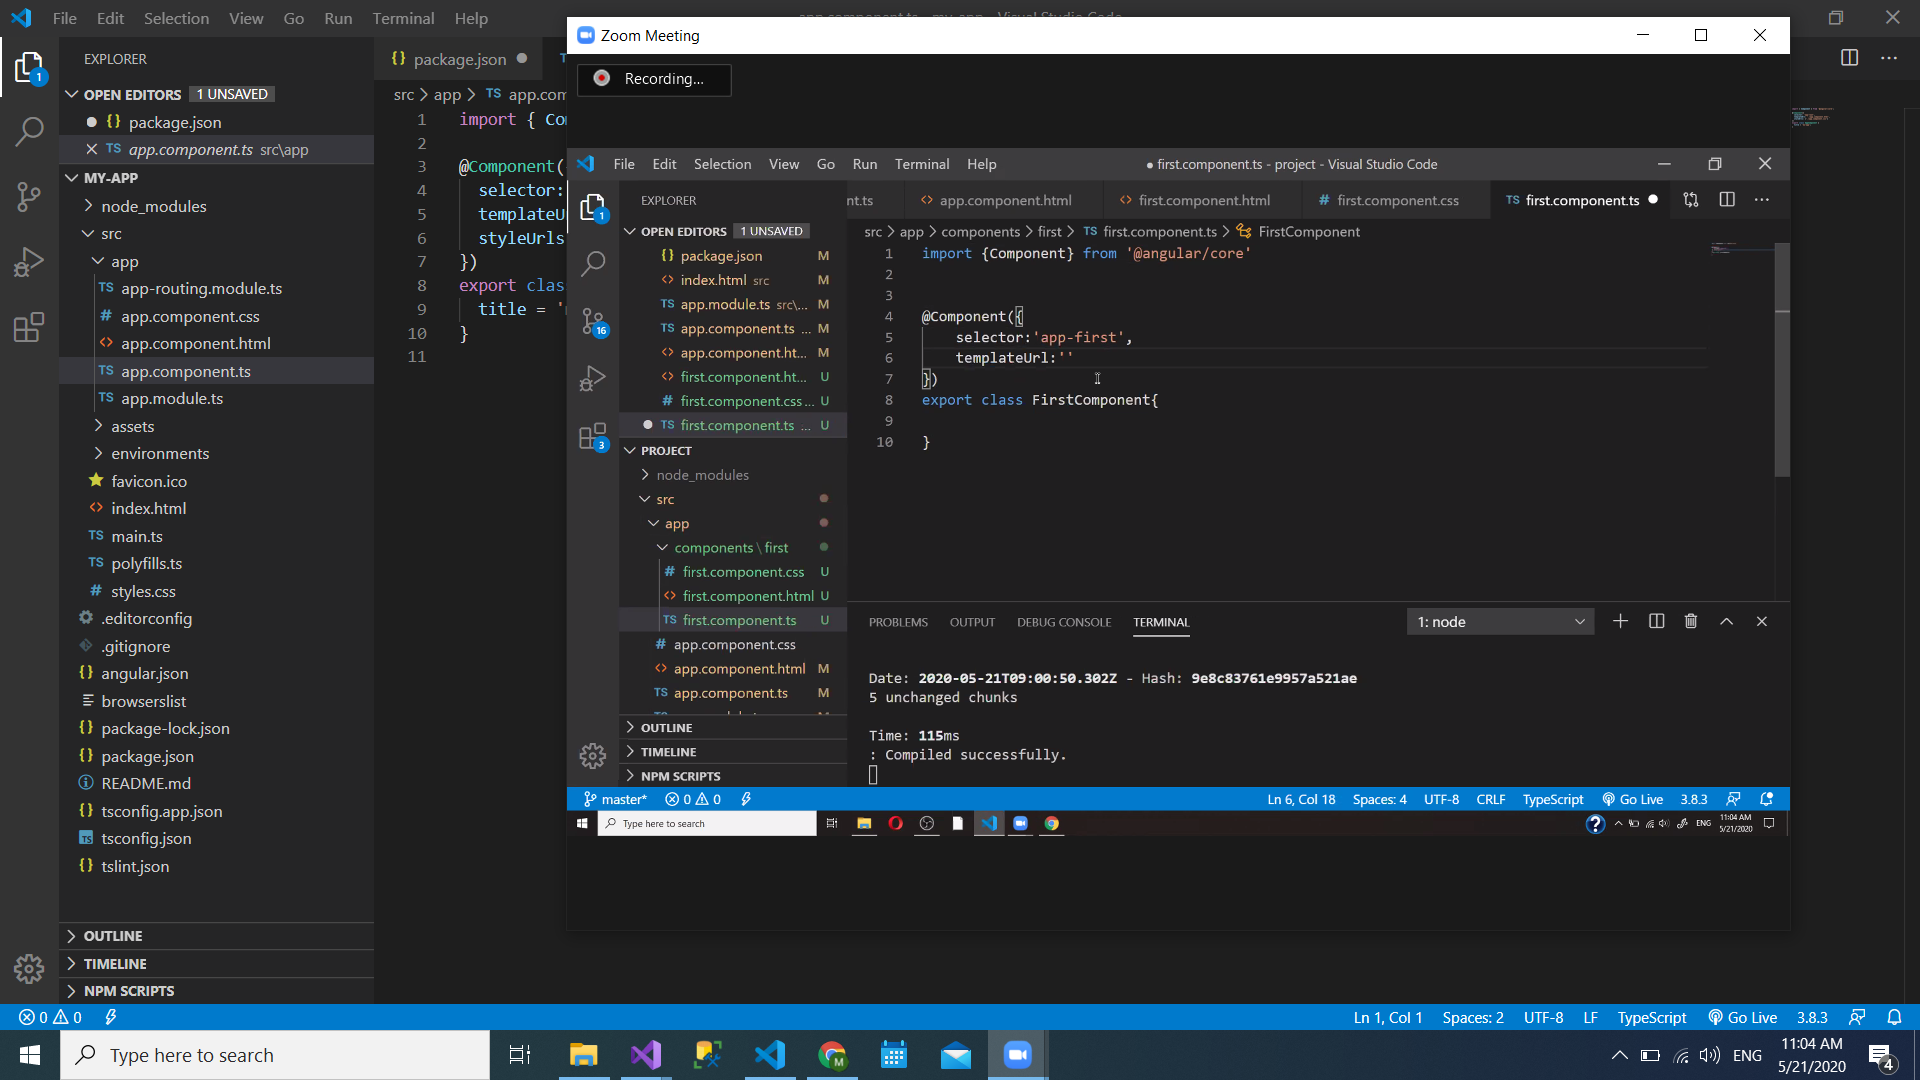 File Edit Selection View Go Run Terminal Help
EXPLORER
OPEN EDITORS 1 UNSAVED
package.json
app.component.ts src\app
MY-APP
node_modules
src
app
app-routing.module.ts
app.component.css
app.component.html
app.component.ts
app.module.ts
assets
environments
favicon.ico
index.html
main.ts
polyfills.ts
styles.css
.editorconfig
.gitignore
angular.json
browserslist
package-lock.json
package.json
README.md
tsconfig.app.json
tsconfig.json
tslint.json
OUTLINE
TIMELINE
NPM SCRIPTS
package.json
src > app > TS app.com
1 import { Co
2
3 @Component(
4 selector:
5 templateU
6 styleUrls
7 })
8 export clas
9 title = '
10 }
11
Zoom Meeting
Recording...
File Edit Selection View Go Run Terminal Help
● first.component.ts - project - Visual Studio Code
EXPLORER
OPEN EDITORS 1 UNSAVED
package.json M
index.html src M
app.module.ts src\... M
app.component.ts ... M
app.component.ht... M
first.component.ht... U
first.component.css ... U
first.component.ts ... U
PROJECT
node_modules
src
app
components \ first
first.component.css U
first.component.html U
first.component.ts U
app.component.css
app.component.html M
app.component.ts M
OUTLINE
TIMELINE
NPM SCRIPTS
nt.ts app.component.html first.component.html first.component.css first.component.ts
src > app > components > first > TS first.component.ts > FirstComponent
1 import {Component} from '@angular/core'
2
3
4 @Component({
5 selector:'app-first',
6 templateUrl:''
7 })
8 export class FirstComponent{
9
10 }
PROBLEMS OUTPUT DEBUG CONSOLE TERMINAL 1: node
Date: 2020-05-21T09:00:50.302Z - Hash: 9e8c83761e9957a521ae
5 unchanged chunks
Time: 115ms
: Compiled successfully.
master* 0 0 Ln 6, Col 18 Spaces: 4 UTF-8 CRLF TypeScript Go Live 3.8.3
Type here to search ENG 11:04 AM
5/21/2020
0 0 Ln 1, Col 1 Spaces: 2 UTF-8 LF TypeScript Go Live 3.8.3
Type here to search ENG 11:04 AM
5/21/2020 4